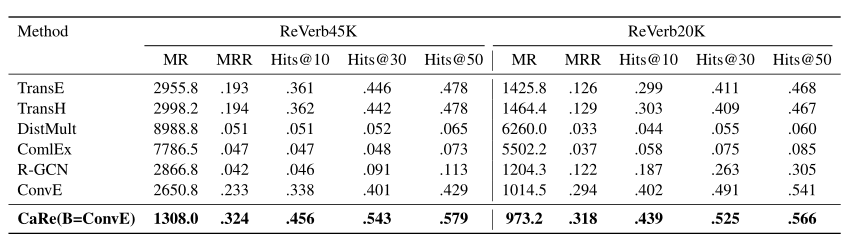 Method ReVerb45K ReVerb20K
MR MRR Hits@10 Hits@30 Hits@50 MR MRR Hits@10 Hits@30 Hits@50
TransE 2955.8 .193 .361 .446 .478 1425.8 .126 .299 .411 .468
TransH 2998.2 .194 .362 .442 .478 1464.4 .129 .303 .409 .467
DistMult 8988.8 .051 .051 .052 .065 6260.0 .033 .044 .055 .060
ComlEx 7786.5 .047 .047 .048 .073 5502.2 .037 .058 .075 .085
R-GCN 2866.8 .042 .046 .091 .113 1204.3 .122 .187 .263 .305
ConvE 2650.8 .233 .338 .401 .429 1014.5 .294 .402 .491 .541
CaRe(B=ConvE) 1308.0 .324 .456 .543 .579 973.2 .318 .439 .525 .566